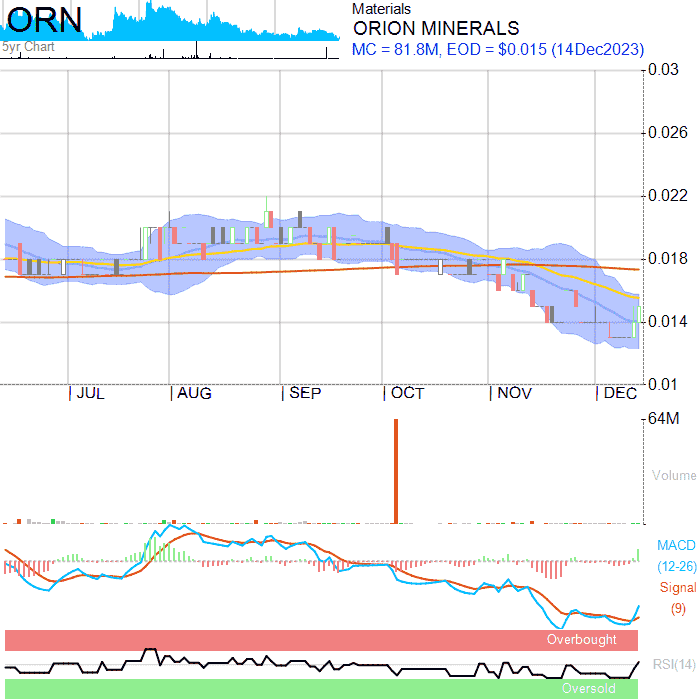 ORN
5yr Chart
Materials
ORION MINERALS
MC = 81.8M, EOD = $0.015 (14Dec2023)
0.03
0.026
0.022
0.018
0.014
0.01
JUL AUG SEP OCT NOV DEC
64M
Volume
MACD
(12-26)
Signal
(9)
Overbought
RSI(14)
Oversold